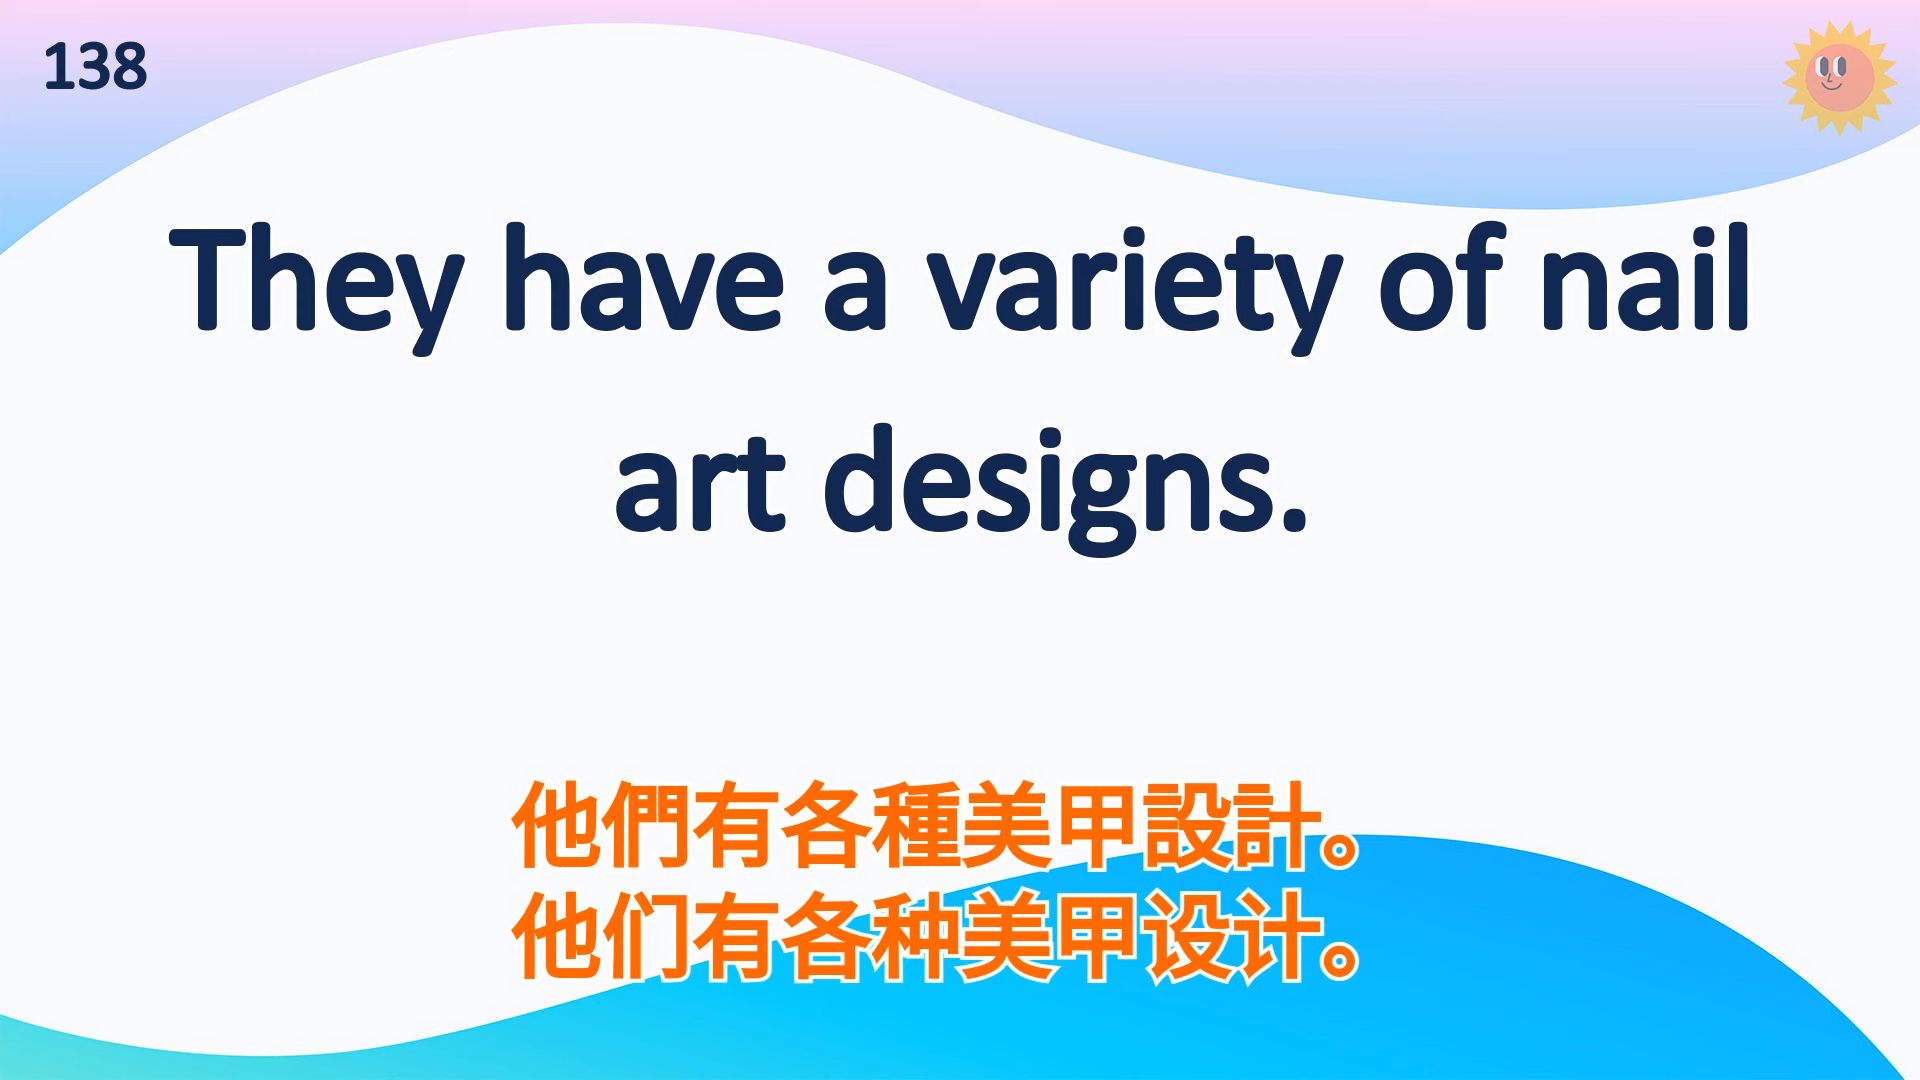 138
They have a variety of nail
art designs.
他們有各種美甲設計。
他们有各种美甲设计。